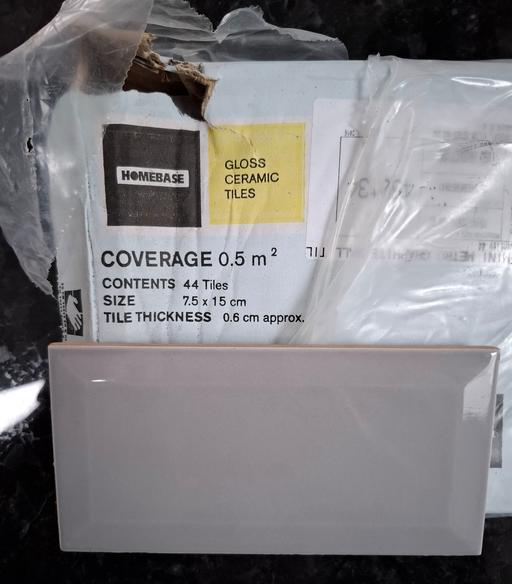 HOMEBASE
GLOSS
CERAMIC
TILES
COVERAGE 0.5 m²
CONTENTS 44 Tiles
SIZE 7.5 x 15 cm
TILE THICKNESS 0.6 cm approx.